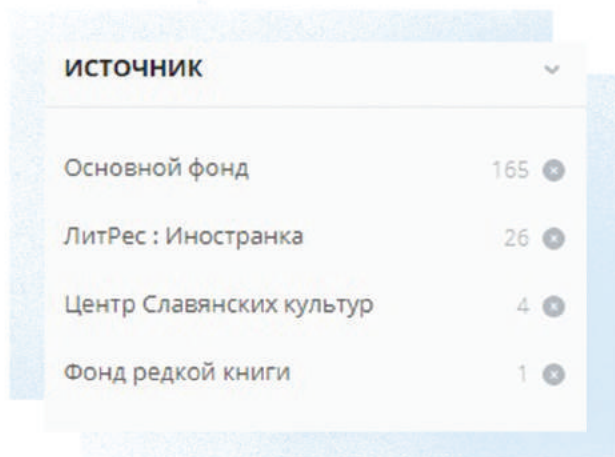 ИСТОЧНИК
Основной фонд 165
ЛитРес : Иностранка 26
Центр Славянских культур 4
Фонд редкой книги 1